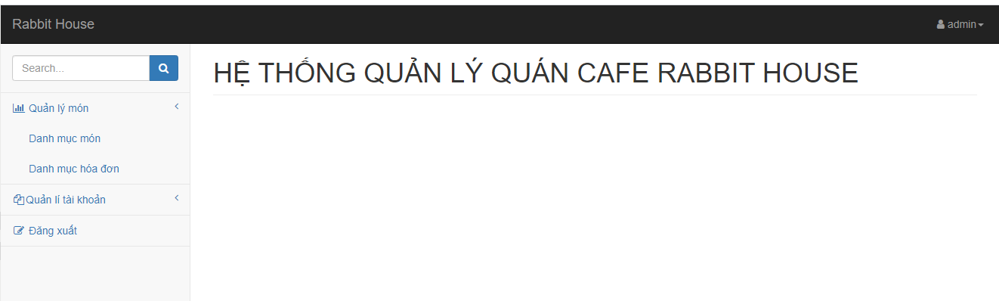 Rabbit House
admin
Search...
HỆ THỐNG QUẢN LÝ QUÁN CAFE RABBIT HOUSE
Quản lý món
Danh mục món
Danh mục hóa đơn
Quản lí tài khoản
Đăng xuất